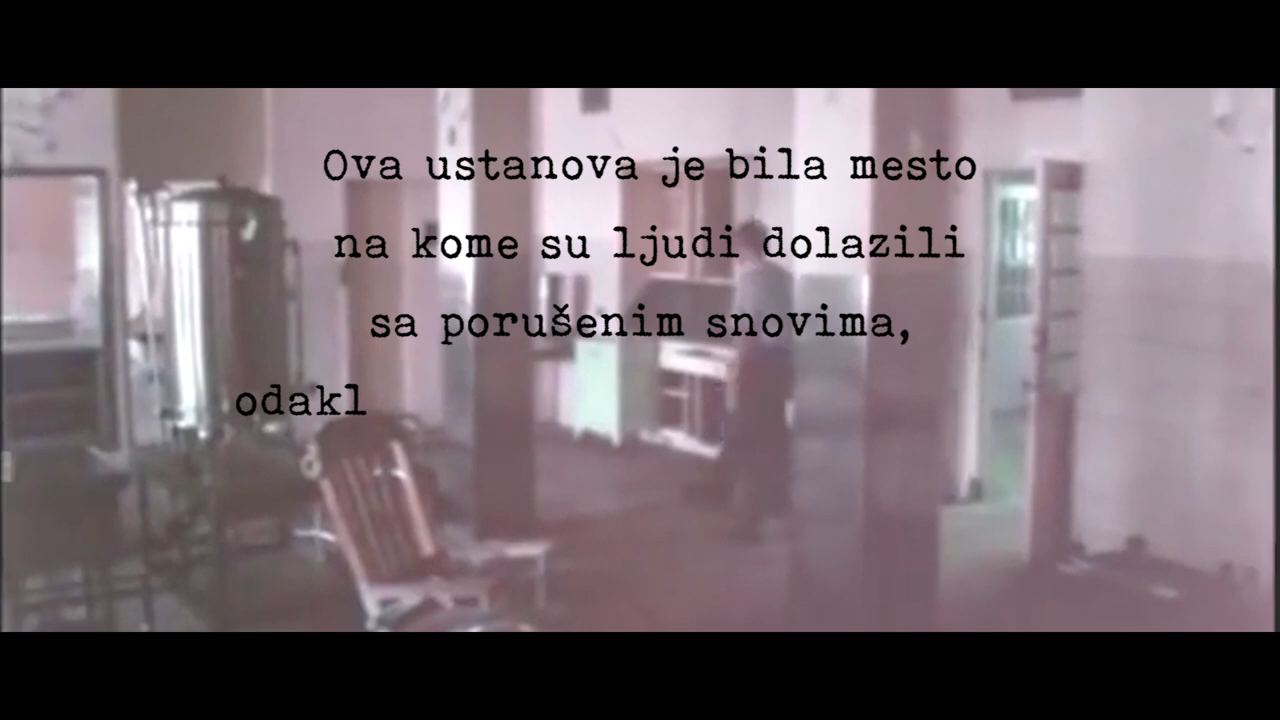 Ova ustanova je bila mesto
na kome su ljudi dolazili
sa porušenim snovima,
odakl